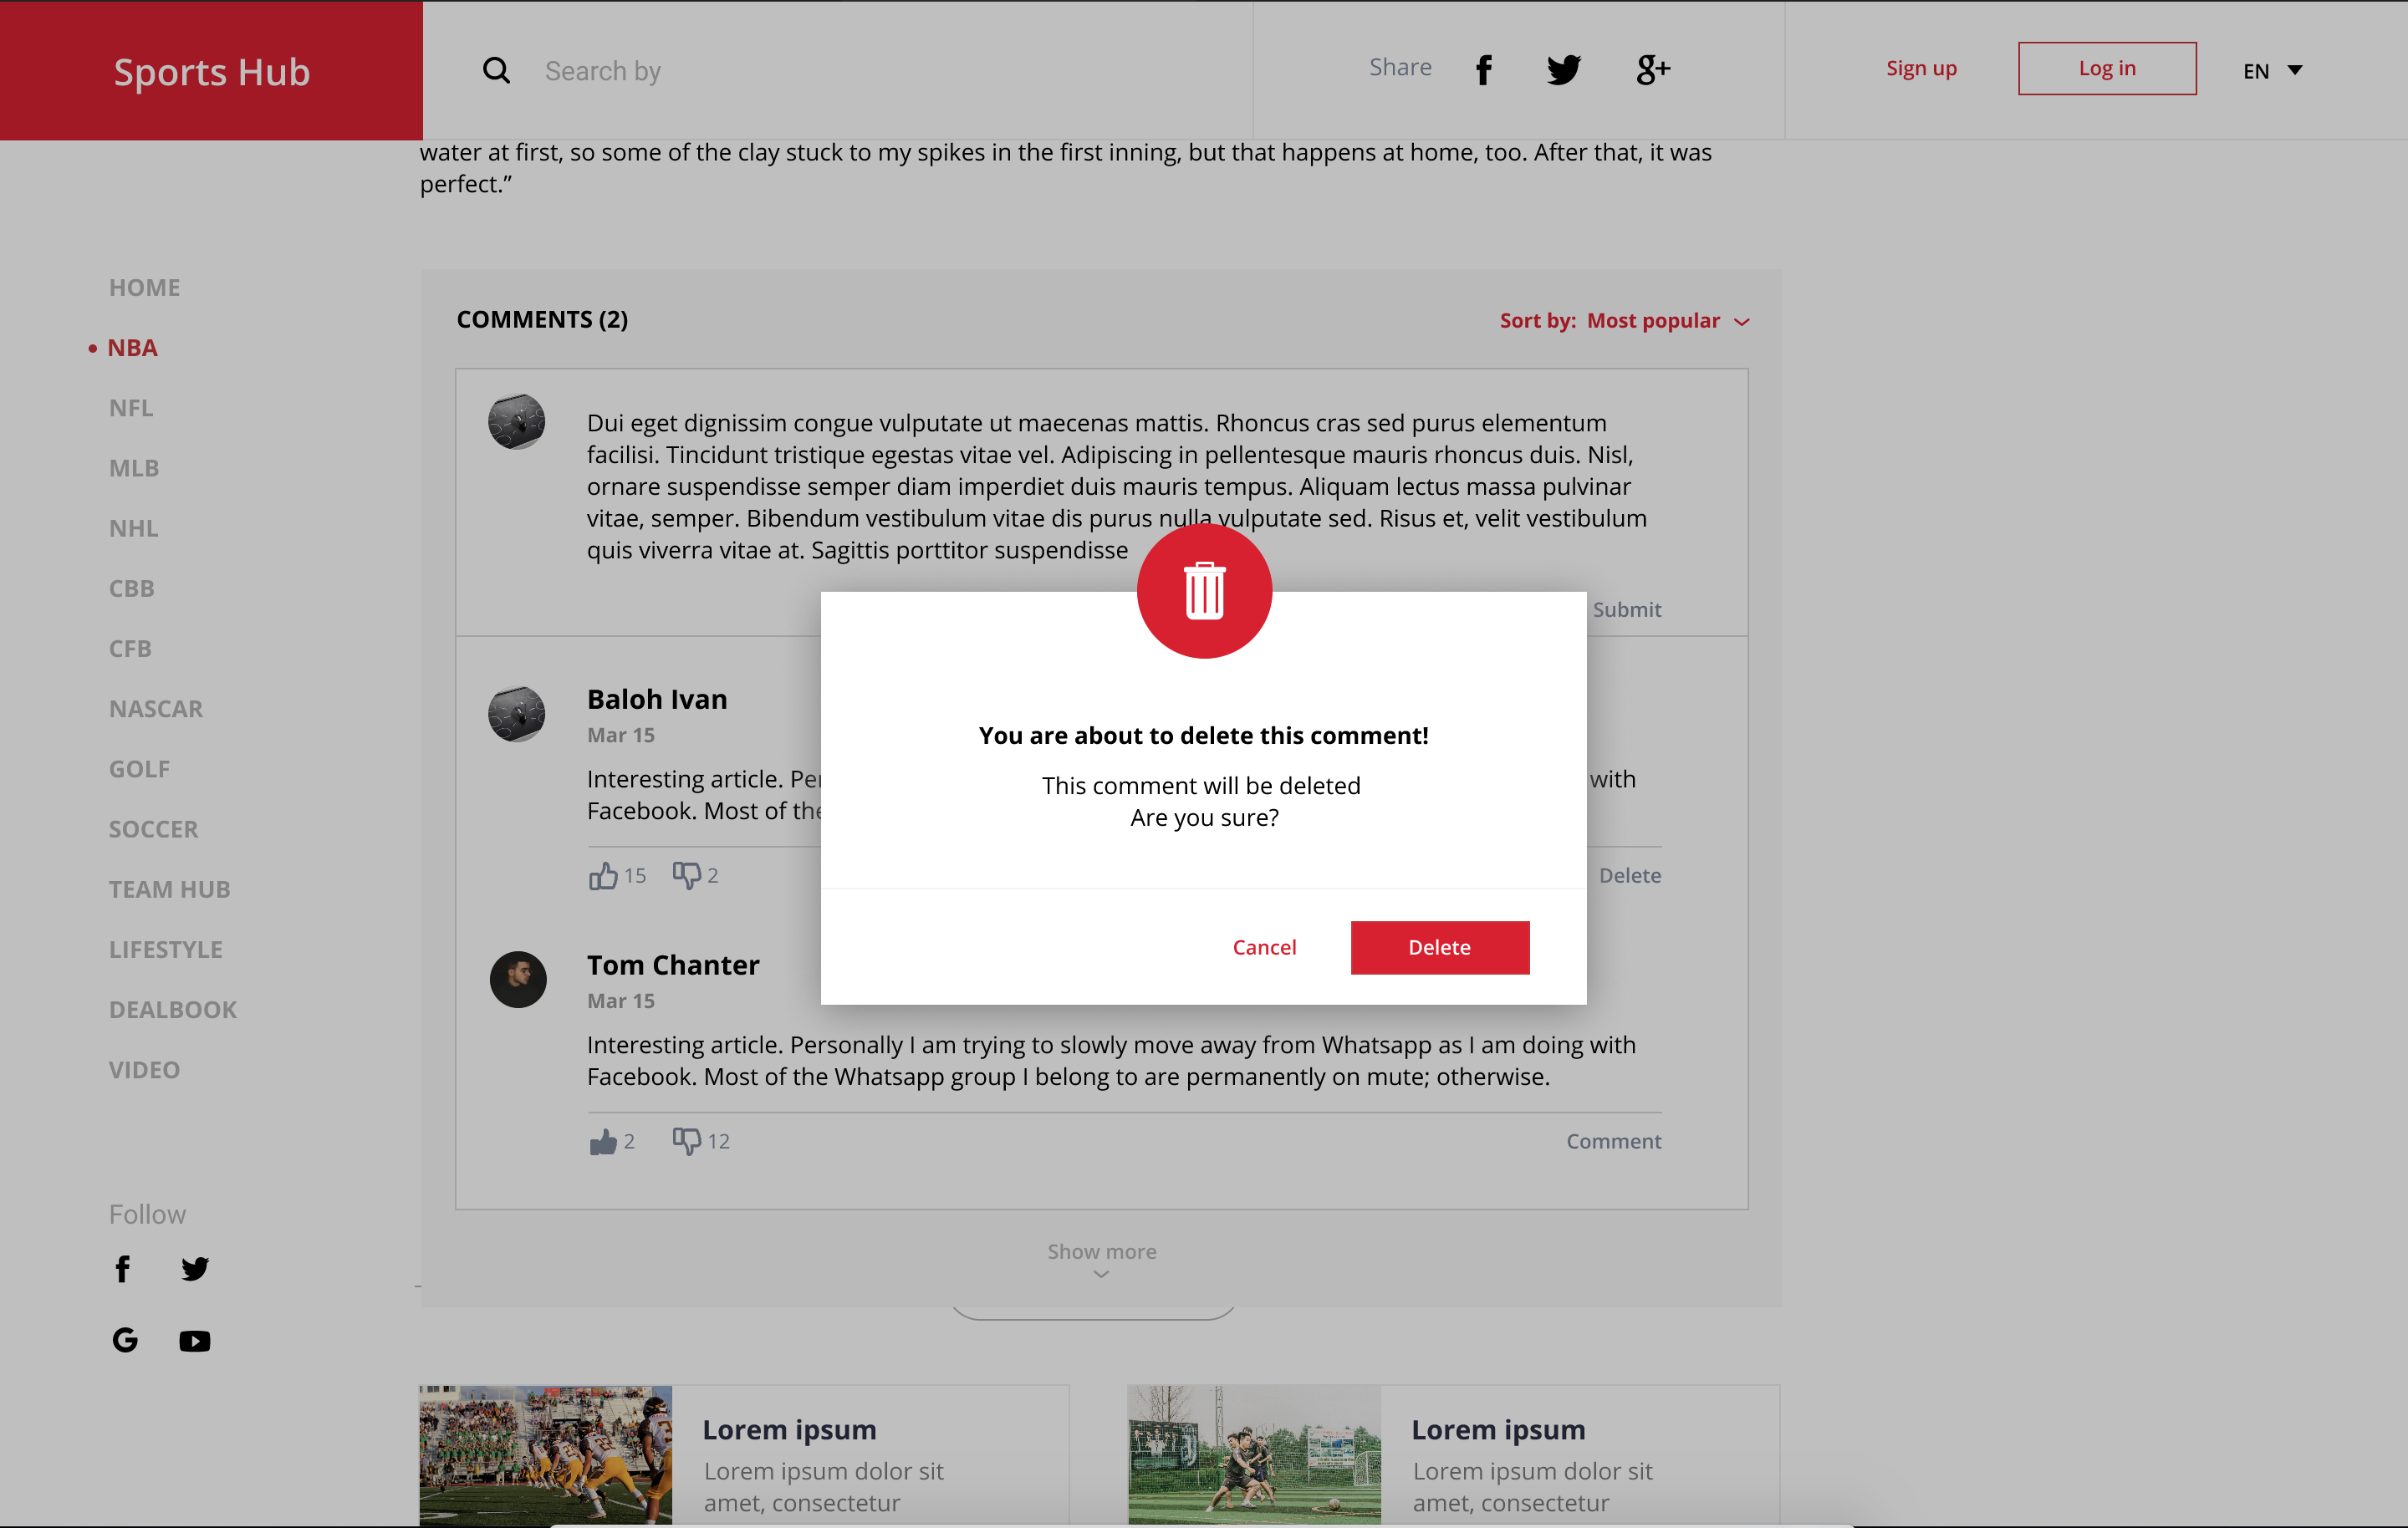 Sports Hub
Search by
Share
Sign up
Log in
EN
water at first, so some of the clay stuck to my spikes in the first inning, but that happens at home, too. After that, it was
perfect.”
HOME
NBA
NFL
MLB
NHL
CBB
CFB
NASCAR
GOLF
SOCCER
TEAM HUB
LIFESTYLE
DEALBOOK
VIDEO
Follow
COMMENTS (2)
Sort by: Most popular
Dui eget dignissim congue vulputate ut maecenas mattis. Rhoncus cras sed purus elementum
facilisi. Tincidunt tristique egestas vitae vel. Adipiscing in pellentesque mauris rhoncus duis. Nisl,
ornare suspendisse semper diam imperdiet duis mauris tempus. Aliquam lectus massa pulvinar
vitae, semper. Bibendum vestibulum vitae dis purus nulla vulputate sed. Risus et, velit vestibulum
quis viverra vitae at. Sagittis porttitor suspendisse
Submit
Baloh Ivan
Mar 15
Interesting article. with
Facebook. Most of the
15 2
Delete
You are about to delete this comment!
This comment will be deleted
Are you sure?
Cancel
Delete
Tom Chanter
Mar 15
Interesting article. Personally I am trying to slowly move away from Whatsapp as I am doing with
Facebook. Most of the Whatsapp group I belong to are permanently on mute; otherwise.
2 12
Comment
Show more
Lorem ipsum
Lorem ipsum dolor sit
amet, consectetur
Lorem ipsum
Lorem ipsum dolor sit
amet, consectetur